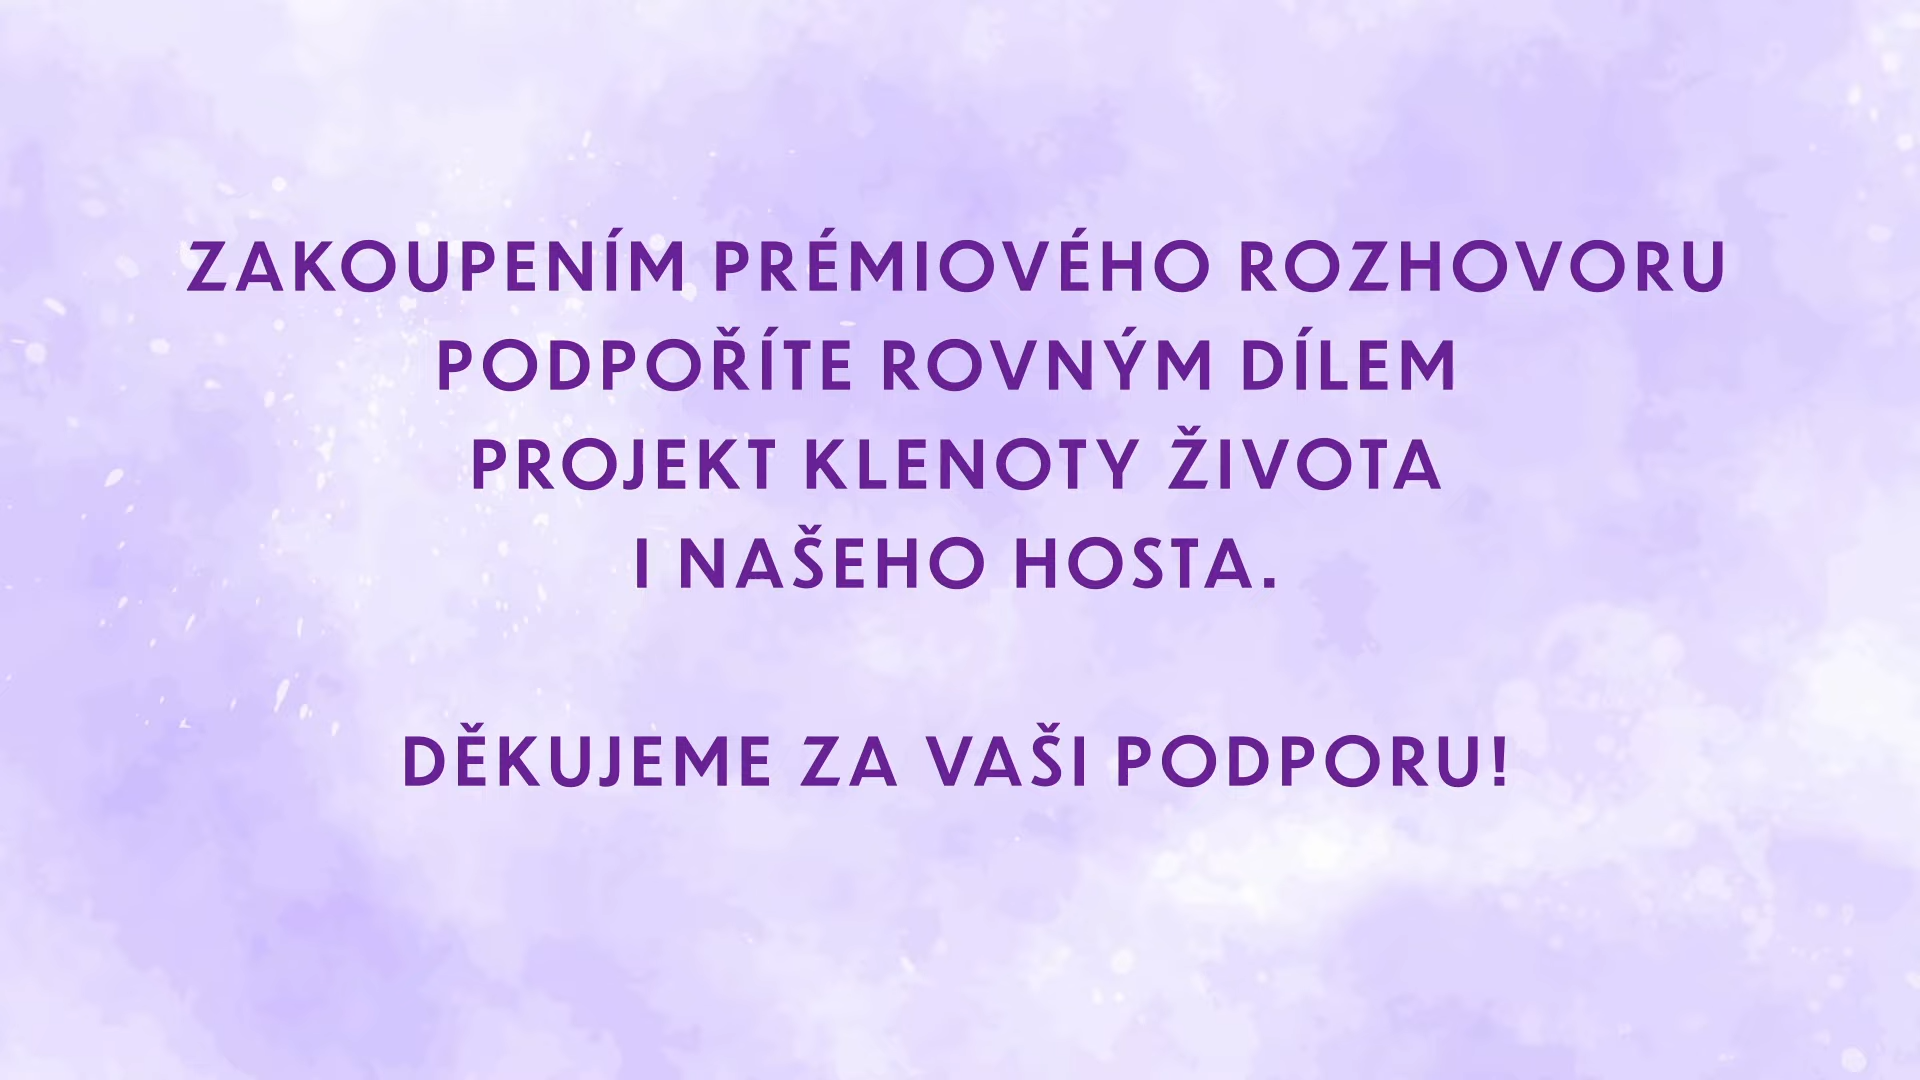 ZAKOUPENÍM PRÉMIOVÉHO ROZHOVORU
PODPOŘÍTE ROVNÝM DÍLEM
PROJEKT KLENOTY ŽIVOTA
I NAŠEHO HOSTA.
DĚKUJEME ZA VAŠI PODPORU!